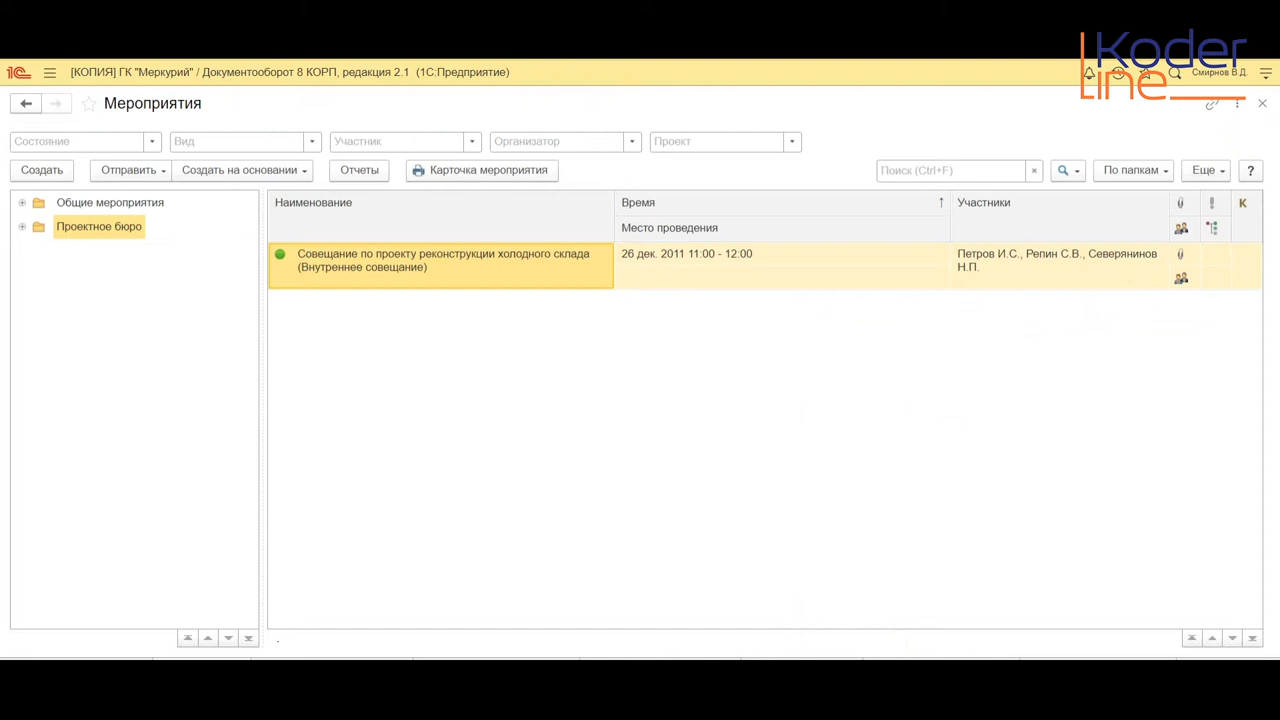 Koder
Line
1С [КОПИЯ] ГК "Меркурий" / Документооборот 8 КОРП, редакция 2.1 (1С:Предприятие)
Смирнов В.Д.
Мероприятия
Состояние Вид Участник Организатор Проект
Создать Отправить Создать на основании Отчеты Карточка мероприятия Поиск (Ctrl+F) По папкам Еще ?
Общие мероприятия
Проектное бюро
Наименование Время Участники К
Место проведения
Совещание по проекту реконструкции холодного склада 26 дек. 2011 11:00 - 12:00 Петров И.С., Репин С.В., Северянинов
(Внутреннее совещание) Н.П.